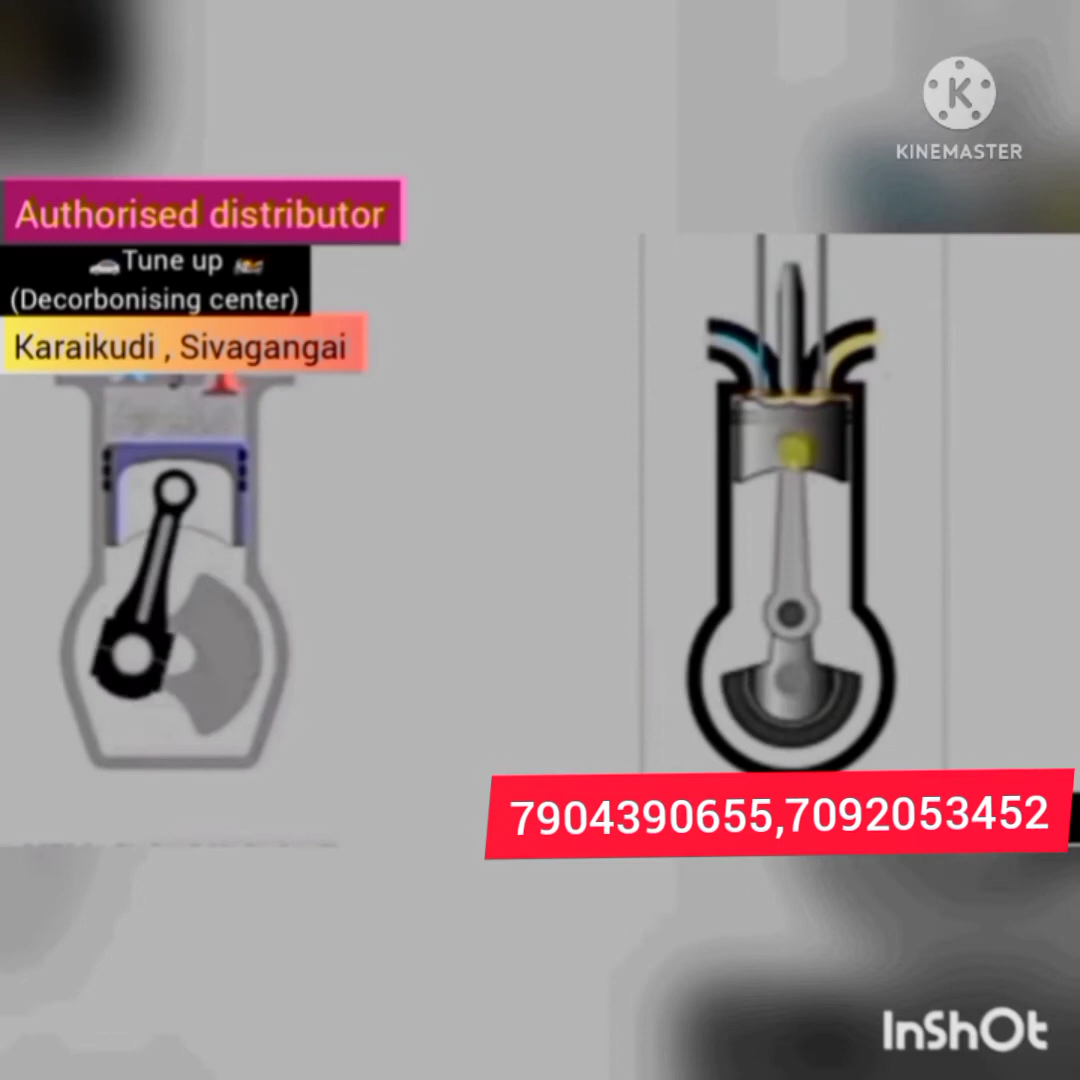 K
KINEMASTER
Authorised distributor
🚗Tune up 🏍
(Decorbonising center)
Karaikudi , Sivagangai
7904390655,7092053452
InShOt